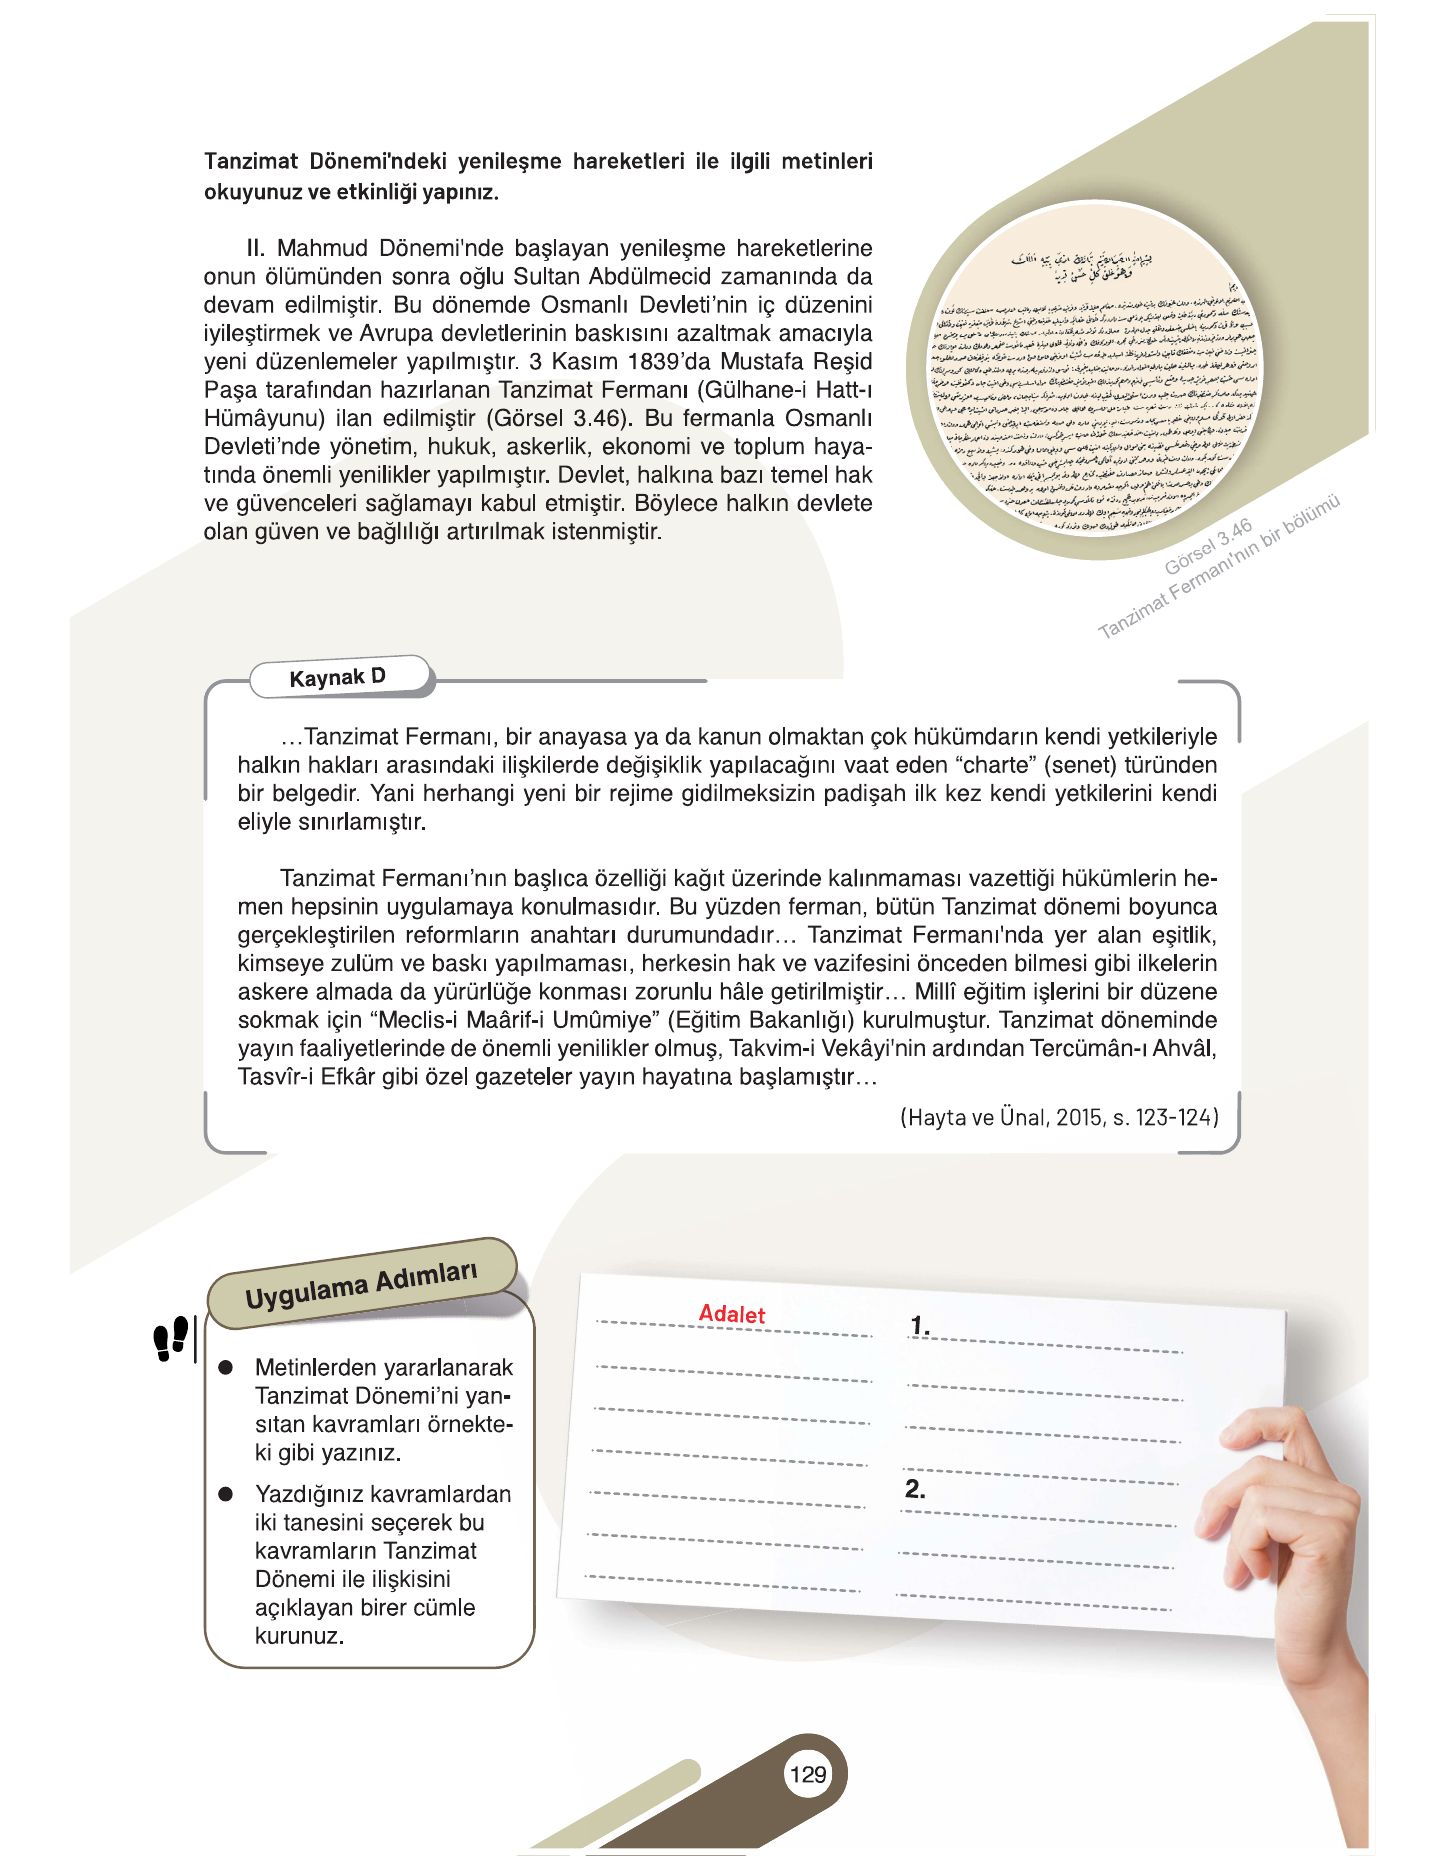 Tanzimat Dönemi'ndeki yenileşme hareketleri ile ilgili metinleri
okuyunuz ve etkinliği yapınız.
II. Mahmud Dönemi'nde başlayan yenileşme hareketlerine
onun ölümünden sonra oğlu Sultan Abdülmecid zamanında da
devam edilmiştir. Bu dönemde Osmanlı Devleti’nin iç düzenini
iyileştirmek ve Avrupa devletlerinin baskısını azaltmak amacıyla
yeni düzenlemeler yapılmıştır. 3 Kasım 1839’da Mustafa Reşid
Paşa tarafından hazırlanan Tanzimat Fermanı (Gülhane-i Hatt-ı
Hümâyunu) ilan edilmiştir (Görsel 3.46). Bu fermanla Osmanlı
Devleti’nde yönetim, hukuk, askerlik, ekonomi ve toplum haya-
tında önemli yenilikler yapılmıştır. Devlet, halkına bazı temel hak
ve güvenceleri sağlamayı kabul etmiştir. Böylece halkın devlete
olan güven ve bağlılığı artırılmak istenmiştir.
Görsel 3.46
Tanzimat Fermanı'nın bir bölümü
Kaynak D
…Tanzimat Fermanı, bir anayasa ya da kanun olmaktan çok hükümdarın kendi yetkileriyle
halkın hakları arasındaki ilişkilerde değişiklik yapılacağını vaat eden “charte” (senet) türünden
bir belgedir. Yani herhangi yeni bir rejime gidilmeksizin padişah ilk kez kendi yetkilerini kendi
eliyle sınırlamıştır.
Tanzimat Fermanı’nın başlıca özelliği kağıt üzerinde kalınmaması vazettiği hükümlerin he-
men hepsinin uygulamaya konulmasıdır. Bu yüzden ferman, bütün Tanzimat dönemi boyunca
gerçekleştirilen reformların anahtarı durumundadır… Tanzimat Fermanı'nda yer alan eşitlik,
kimseye zulüm ve baskı yapılmaması, herkesin hak ve vazifesini önceden bilmesi gibi ilkelerin
askere almada da yürürlüğe konması zorunlu hâle getirilmiştir… Millî eğitim işlerini bir düzene
sokmak için “Meclis-i Maârif-i Umûmiye” (Eğitim Bakanlığı) kurulmuştur. Tanzimat döneminde
yayın faaliyetlerinde de önemli yenilikler olmuş, Takvim-i Vekâyi'nin ardından Tercümân-ı Ahvâl,
Tasvîr-i Efkâr gibi özel gazeteler yayın hayatına başlamıştır…
(Hayta ve Ünal, 2015, s. 123-124)
Uygulama Adımları
● Metinlerden yararlanarak
Tanzimat Dönemi’ni yan-
sıtan kavramları örnekte-
ki gibi yazınız.
● Yazdığınız kavramlardan
iki tanesini seçerek bu
kavramların Tanzimat
Dönemi ile ilişkisini
açıklayan birer cümle
kurunuz.
Adalet
1.
2.
129